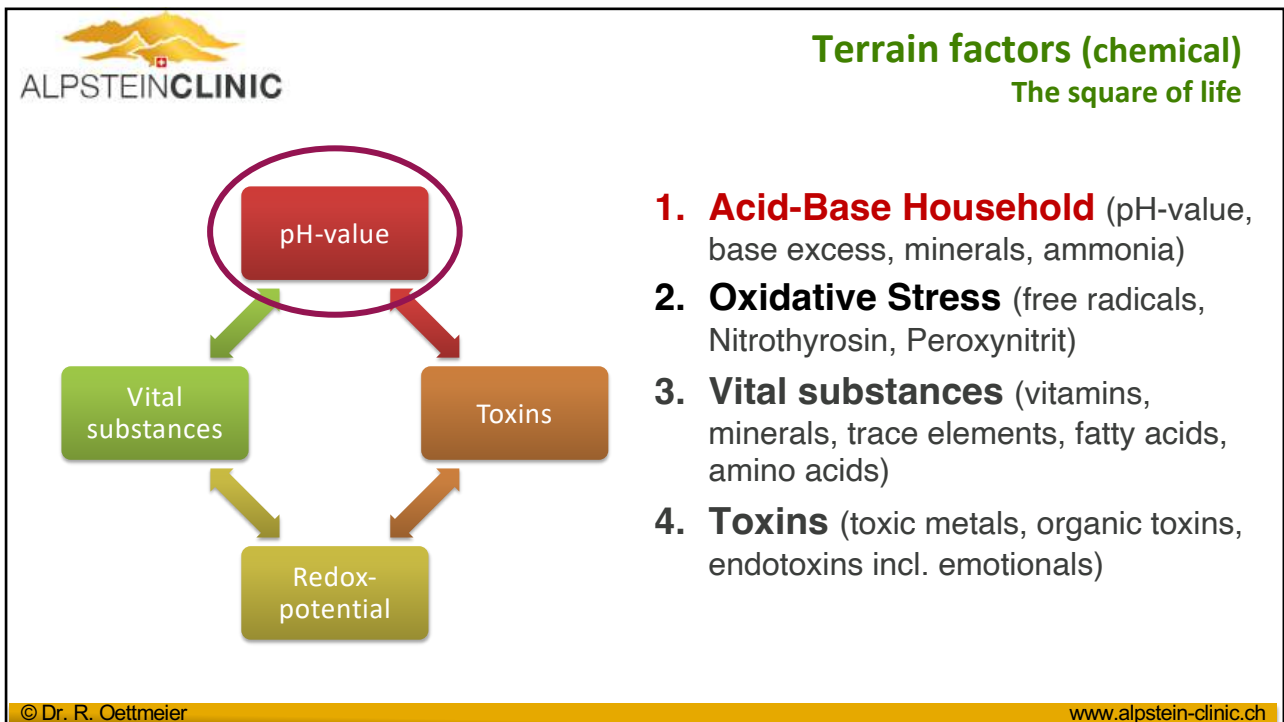 ALPSTEINCLINIC
Terrain factors (chemical)
The square of life
pH-value
Vital
substances
Toxins
Redox-
potential
1. Acid-Base Household (pH-value,
base excess, minerals, ammonia)
2. Oxidative Stress (free radicals,
Nitrothyrosin, Peroxynitrit)
3. Vital substances (vitamins,
minerals, trace elements, fatty acids,
amino acids)
4. Toxins (toxic metals, organic toxins,
endotoxins incl. emotionals)
© Dr. R. Oettmeier
www.alpstein-clinic.ch